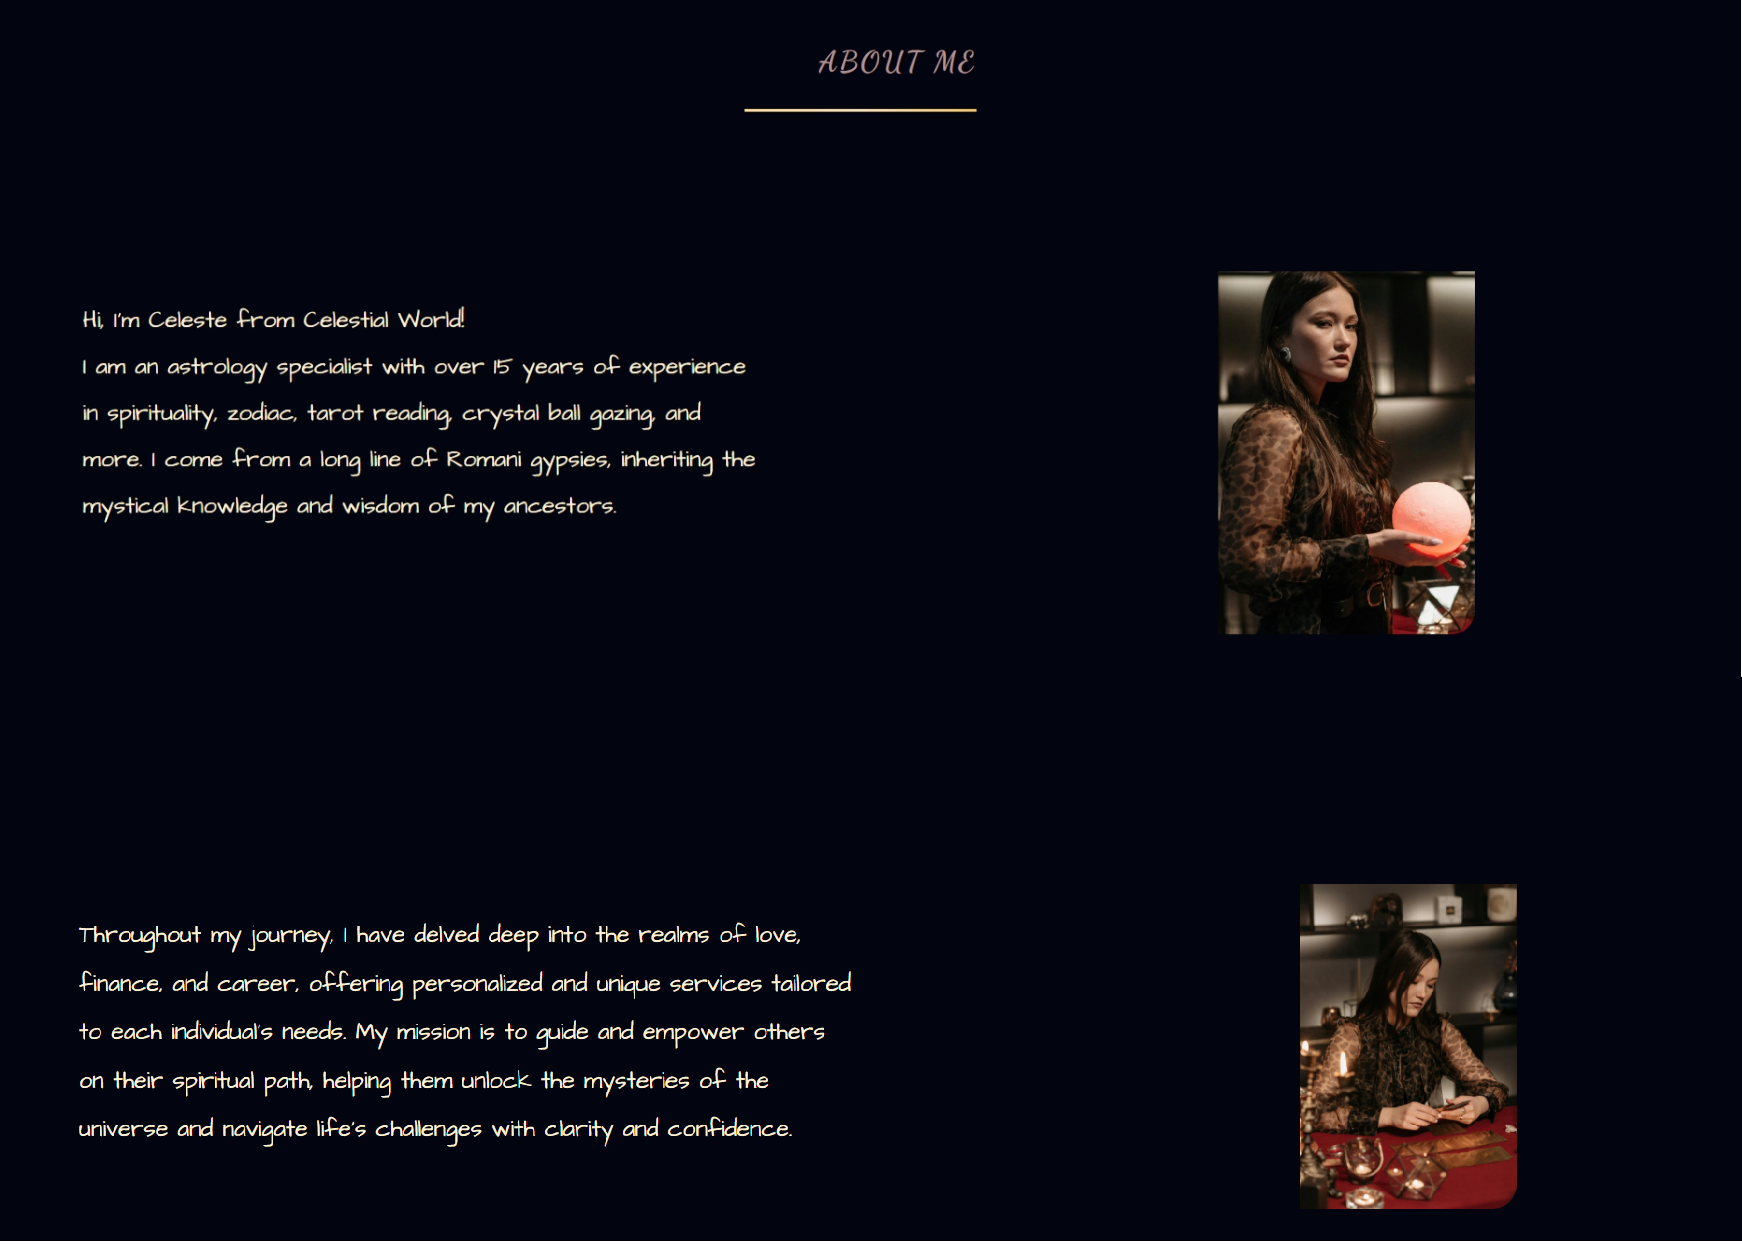 ABOUT ME
Hi, I'm Celeste from Celestial World!
I am an astrology specialist with over 15 years of experience
in spirituality, zodiac, tarot reading, crystal ball gazing, and
more. I come from a long line of Romani gypsies, inheriting the
mystical knowledge and wisdom of my ancestors.
Throughout my journey, I have delved deep into the realms of love,
finance, and career, offering personalized and unique services tailored
to each individual's needs. My mission is to guide and empower others
on their spiritual path, helping them unlock the mysteries of the
universe and navigate life's challenges with clarity and confidence.